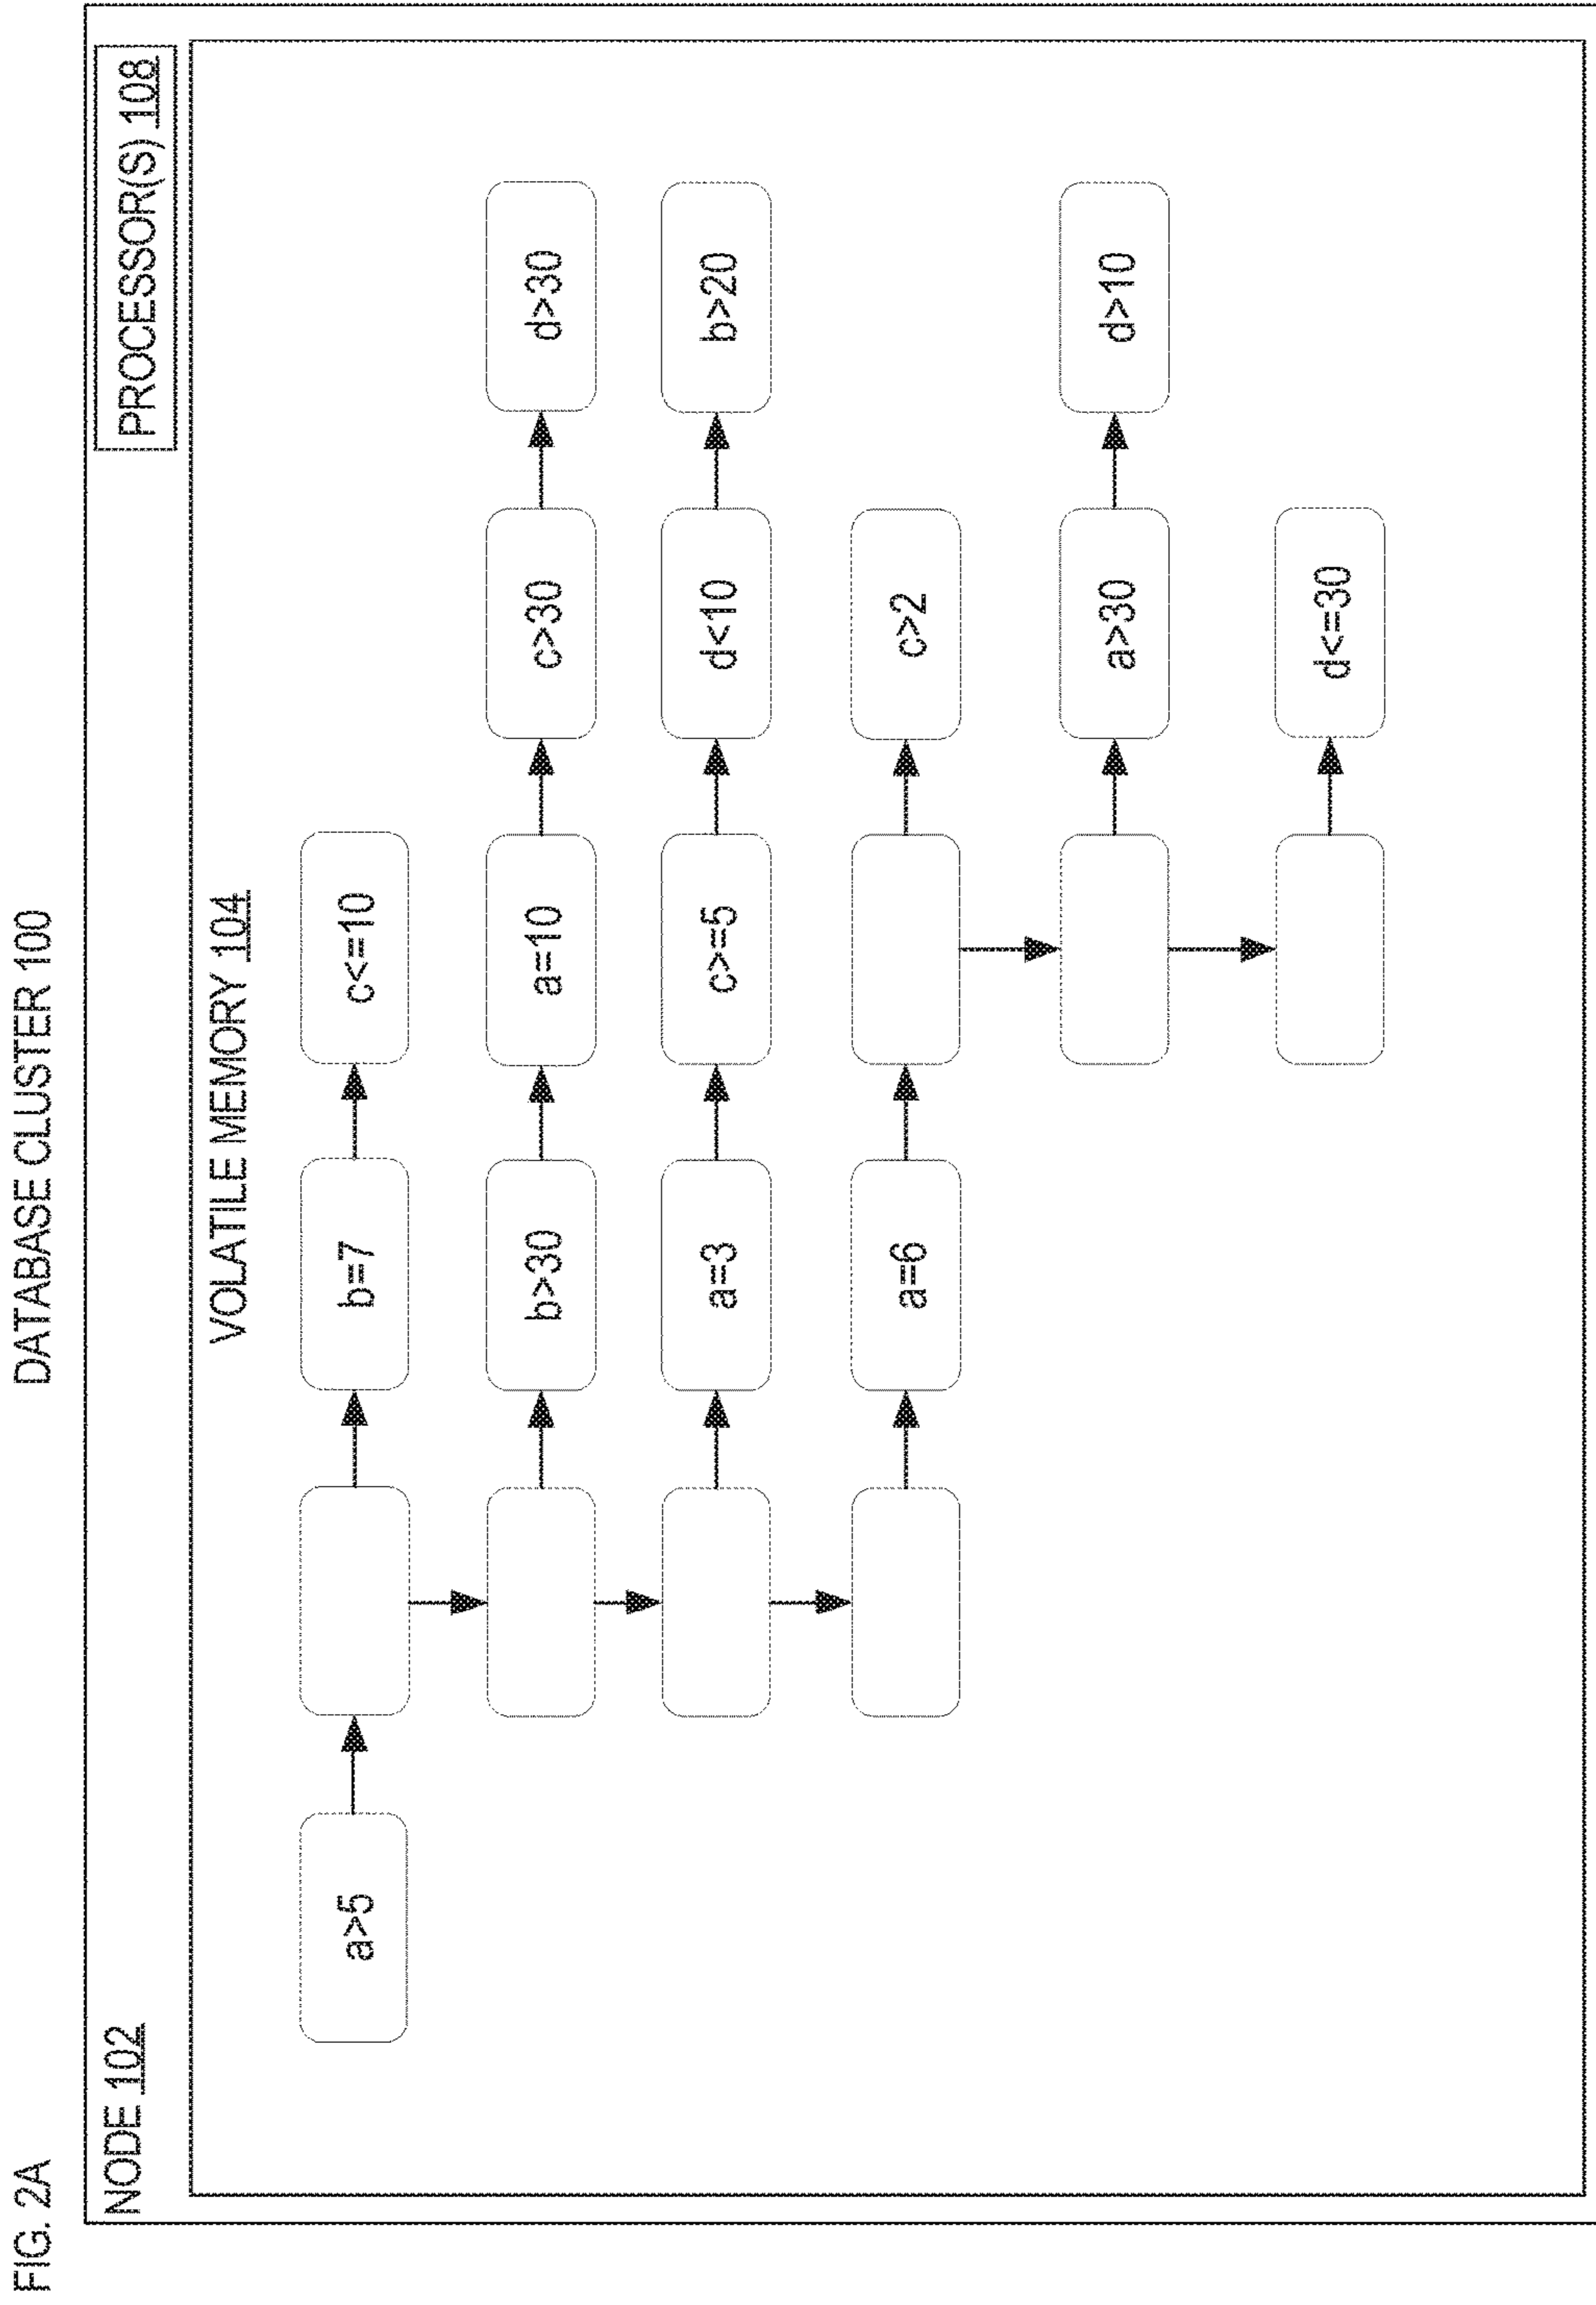 FIG. 2A
DATABASE CLUSTER 100
NODE 102
PROCESSOR(S) 108
VOLATILE MEMORY 104
a>5
b=7
c<=10
b>30
a=10
c>30
d>30
a=3
c>=5
d<10
b>20
a=6
c>2
a>30
d>10
d<=30